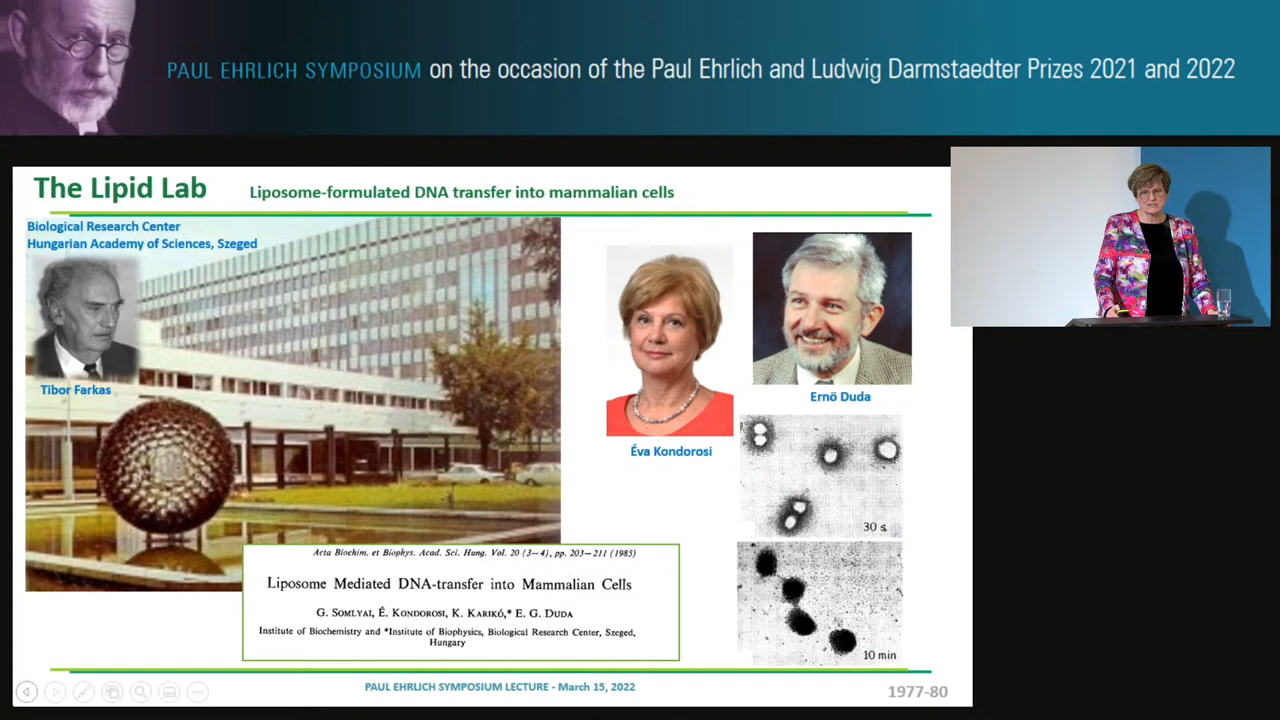 PAUL EHRLICH SYMPOSIUM on the occasion of the Paul Ehrlich and Ludwig Darmstaedter Prizes 2021 and 2022
The Lipid Lab
Liposome-formulated DNA transfer into mammalian cells
Biological Research Center
Hungarian Academy of Sciences, Szeged
Tibor Farkas
Éva Kondorosi
Ernö Duda
30 s
10 min
Acta Biochim. et Biophys. Acad. Sci. Hung. Vol. 20 (3–4), pp. 203–211 (1985)
Liposome Mediated DNA-transfer into Mammalian Cells
G. SOMLYAI, É. KONDOROSI, K. KARIKÓ,* E. G. DUDA
Institute of Biochemistry and *Institute of Biophysics, Biological Research Center, Szeged,
Hungary
PAUL EHRLICH SYMPOSIUM LECTURE - March 15, 2022
1977-80